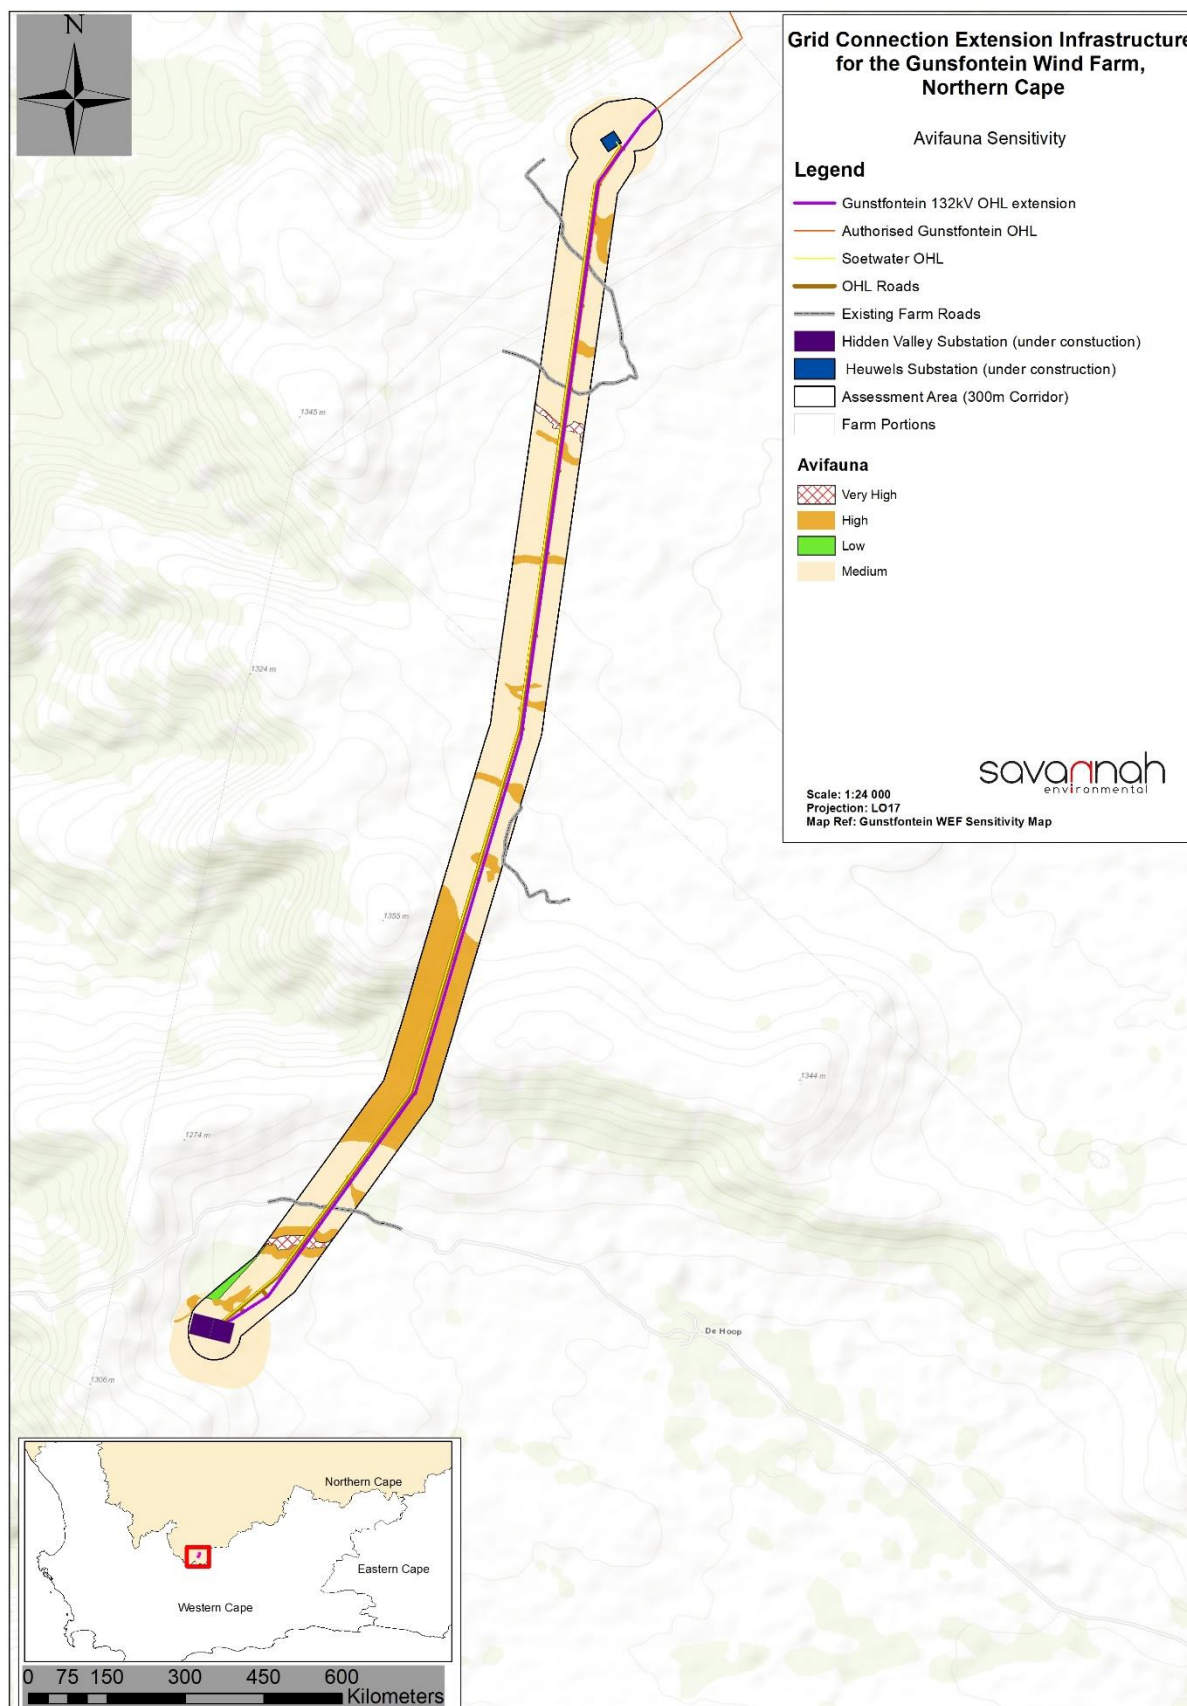 N
Grid Connection Extension Infrastructure
for the Gunsfontein Wind Farm,
Northern Cape
Avifauna Sensitivity
Legend
Gunstfontein 132kV OHL extension
Authorised Gunstfontein OHL
Soetwater OHL
OHL Roads
Existing Farm Roads
Hidden Valley Substation (under constuction)
Heuwels Substation (under construction)
Assessment Area (300m Corridor)
Farm Portions
Avifauna
Very High
High
Low
Medium
savannah
environmental
Scale: 1:24 000
Projection: LO17
Map Ref: Gunstfontein WEF Sensitivity Map
1345 m
1324 m
1355 m
1344 m
1274 m
De Hoop
1306 m
Northern Cape
Eastern Cape
Western Cape
0 75 150 300 450 600
Kilometers